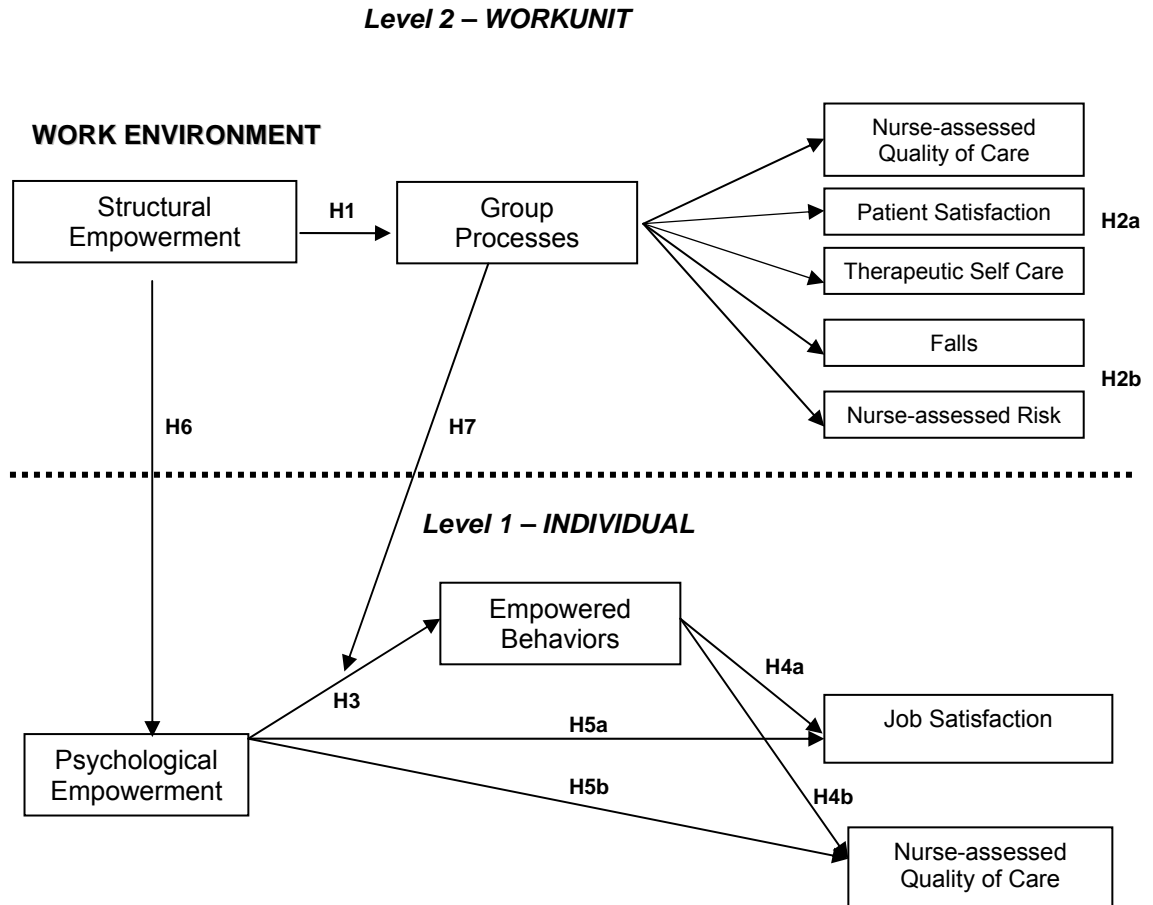 Level 2 – WORKUNIT
WORK ENVIRONMENT
Structural
Empowerment
H1
Group
Processes
Nurse-assessed
Quality of Care
Patient Satisfaction
H2a
Therapeutic Self Care
Falls
H2b
Nurse-assessed Risk
H6
H7
Level 1 – INDIVIDUAL
Empowered
Behaviors
H4a
H3
H5a
Job Satisfaction
Psychological
Empowerment
H5b
H4b
Nurse-assessed
Quality of Care